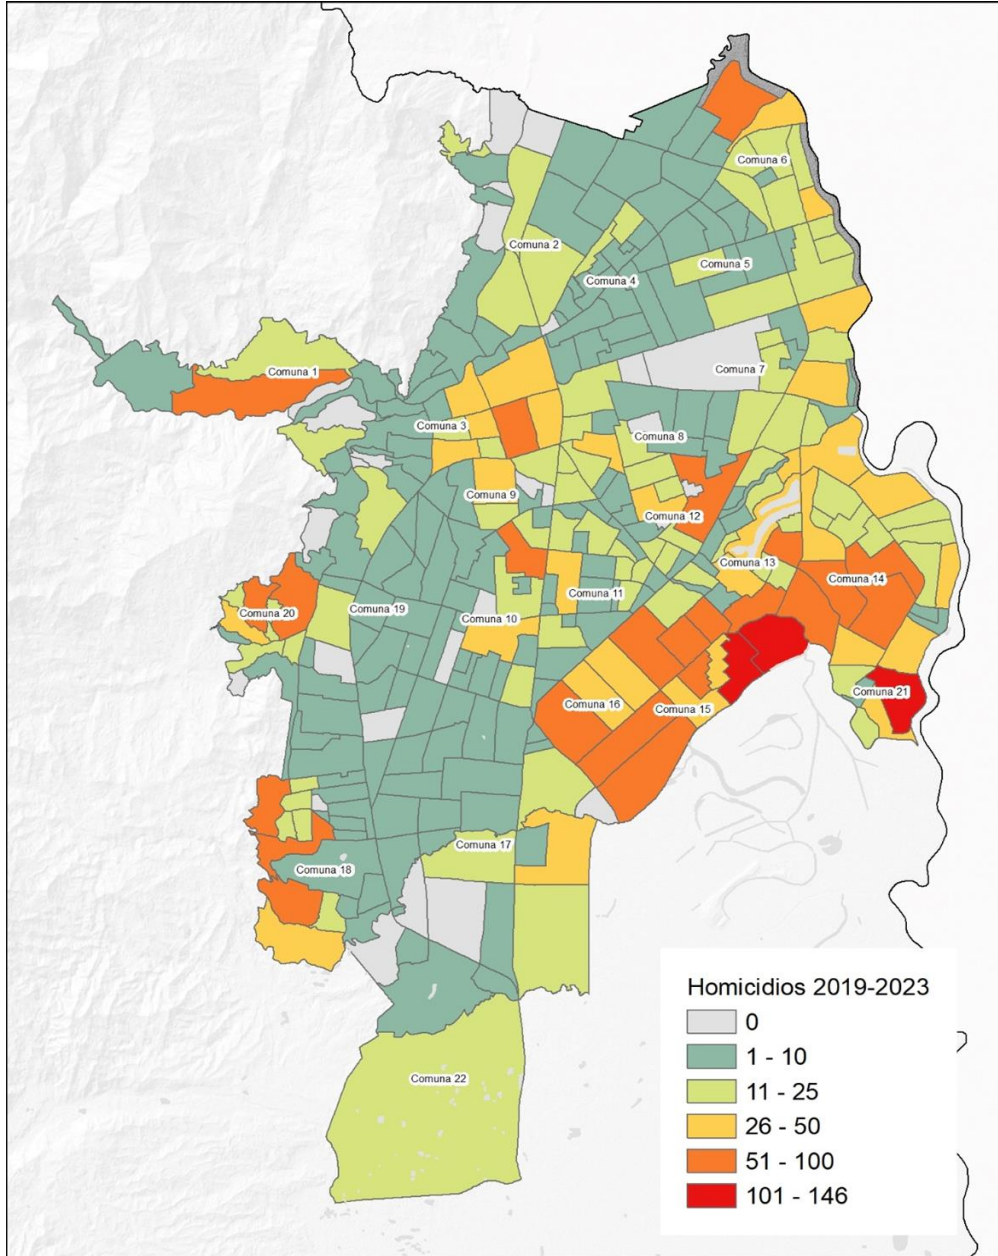 Comuna 6
Comuna 2
Comuna 5
Comuna 4
Comuna 1
Comuna 7
Comuna 3
Comuna 8
Comuna 9
Comuna 12
Comuna 13
Comuna 14
Comuna 11
Comuna 20
Comuna 19
Comuna 10
Comuna 21
Comuna 16
Comuna 15
Comuna 17
Comuna 18
Comuna 22
Homicidios 2019-2023
0
1 - 10
11 - 25
26 - 50
51 - 100
101 - 146